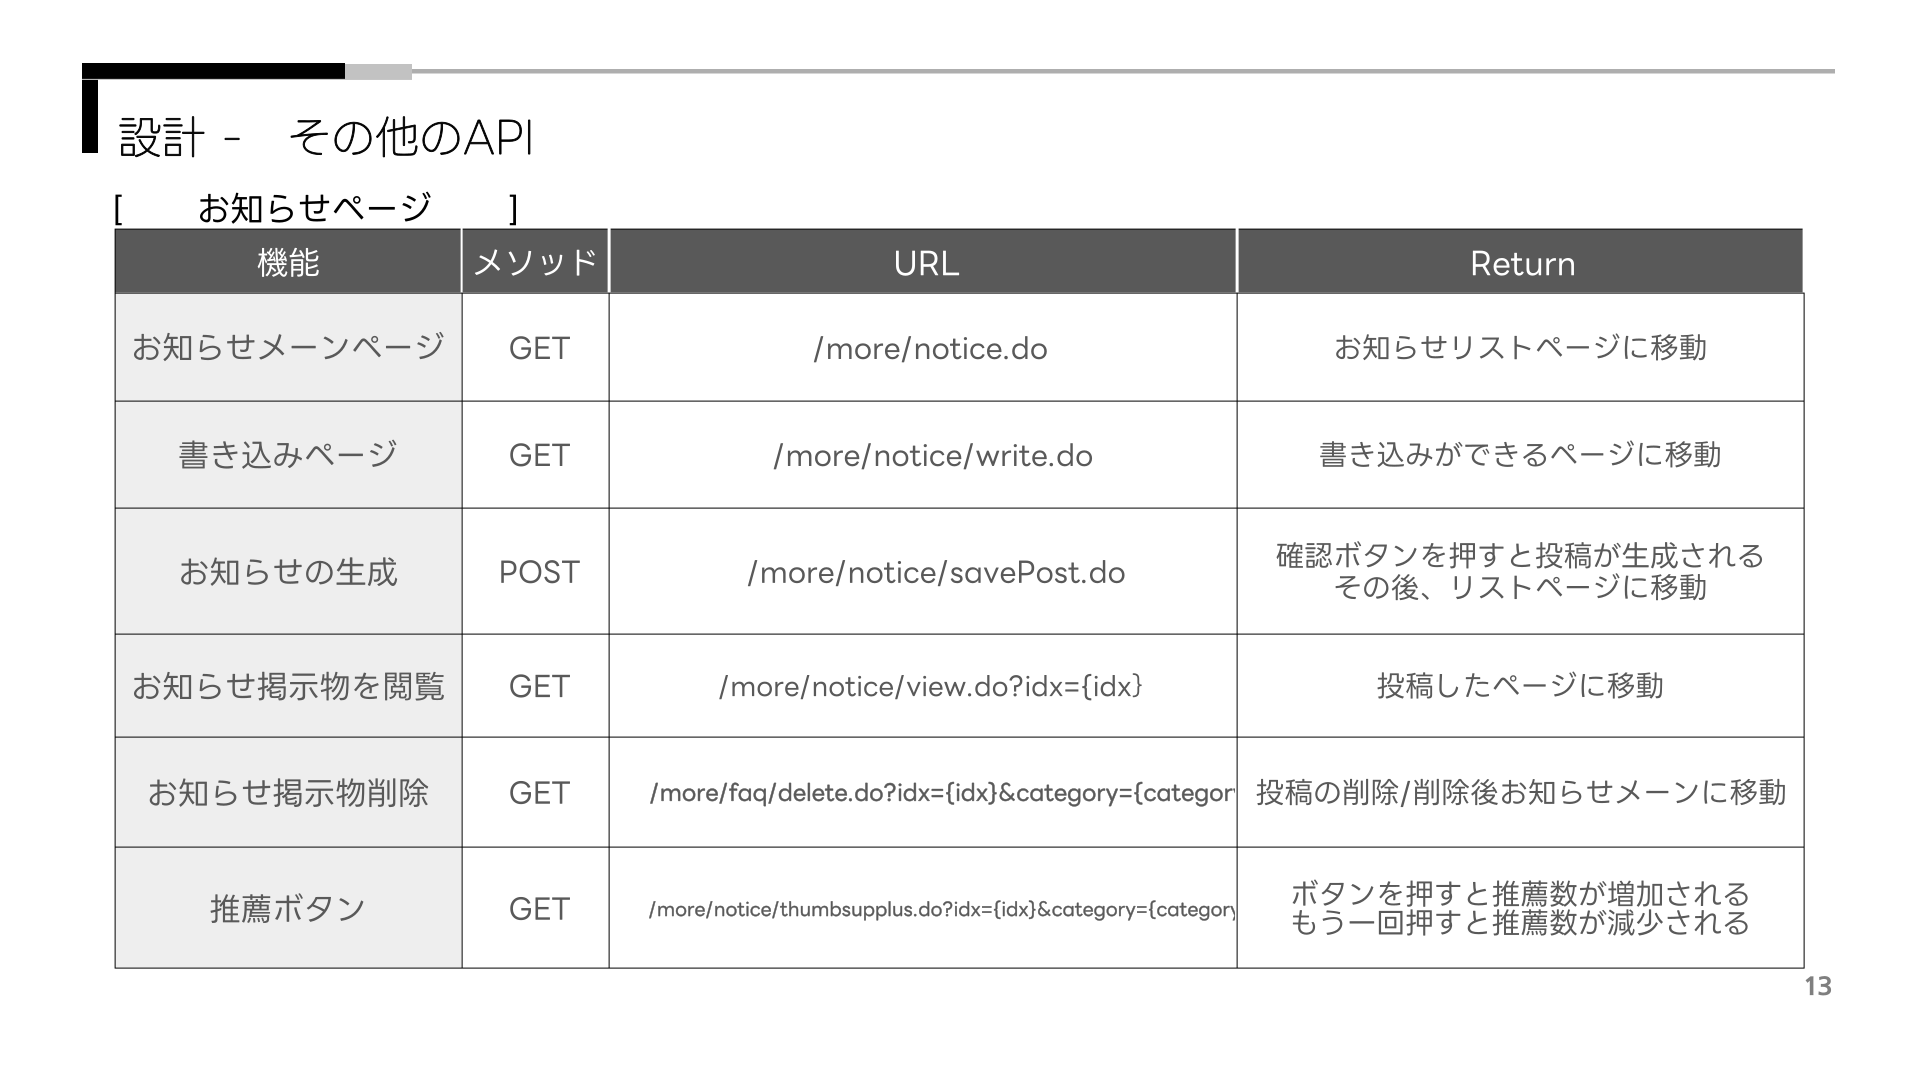 設計 - その他のAPI
[ お知らせページ ]
機能 メソッド URL Return
お知らせメーンページ GET /more/notice.do お知らせリストページに移動
書き込みページ GET /more/notice/write.do 書き込みができるページに移動
お知らせの生成 POST /more/notice/savePost.do 確認ボタンを押すと投稿が生成される
その後、リストページに移動
お知らせ掲示物を閲覧 GET /more/notice/view.do?idx={idx} 投稿したページに移動
お知らせ掲示物削除 GET /more/faq/delete.do?idx={idx}&category={categor 投稿の削除/削除後お知らせメーンに移動
推薦ボタン GET /more/notice/thumbsupplus.do?idx={idx}&category={category ボタンを押すと推薦数が増加される
もう一回押すと推薦数が減少される
13